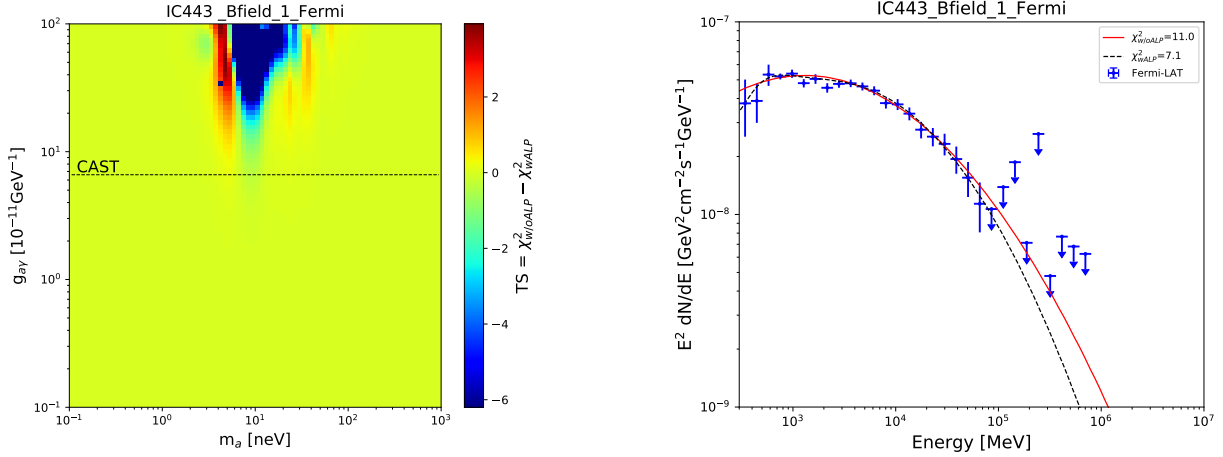 IC443_Bfield_1_Fermi
10²
10¹
10⁰
10⁻¹
g_aγ [10⁻¹¹GeV⁻¹]
CAST
10⁻¹ 10⁰ 10¹ 10² 10³
m_a [neV]
2
0
−2
−4
−6
TS = χ²_w/oALP − χ²_wALP
IC443_Bfield_1_Fermi
10⁻⁷
10⁻⁸
10⁻⁹
E² dN/dE [GeV²cm⁻²s⁻¹GeV⁻¹]
χ²_w/oALP=11.0
χ²_wALP=7.1
Fermi-LAT
10³ 10⁴ 10⁵ 10⁶ 10⁷
Energy [MeV]